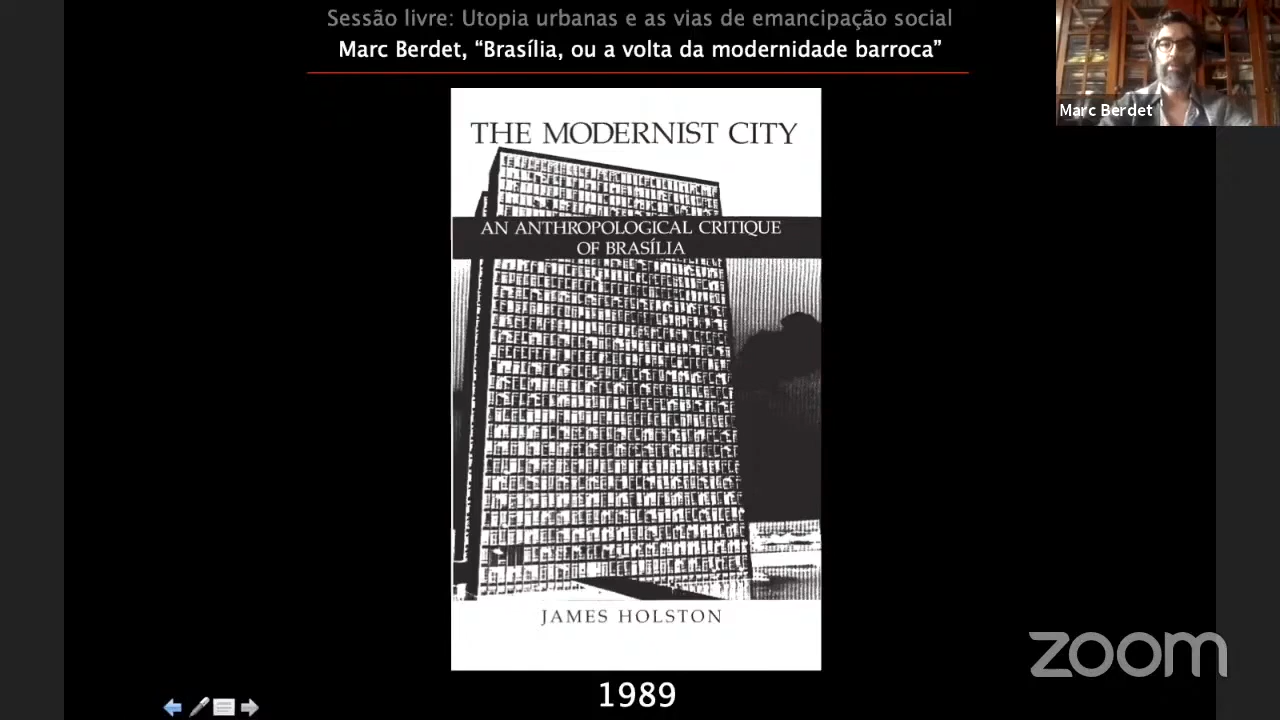 Sessão livre: Utopia urbanas e as vias de emancipação social
Marc Berdet, “Brasília, ou a volta da modernidade barroca”
Marc Berdet
THE MODERNIST CITY
AN ANTHROPOLOGICAL CRITIQUE
OF BRASÍLIA
JAMES HOLSTON
1989
zoom